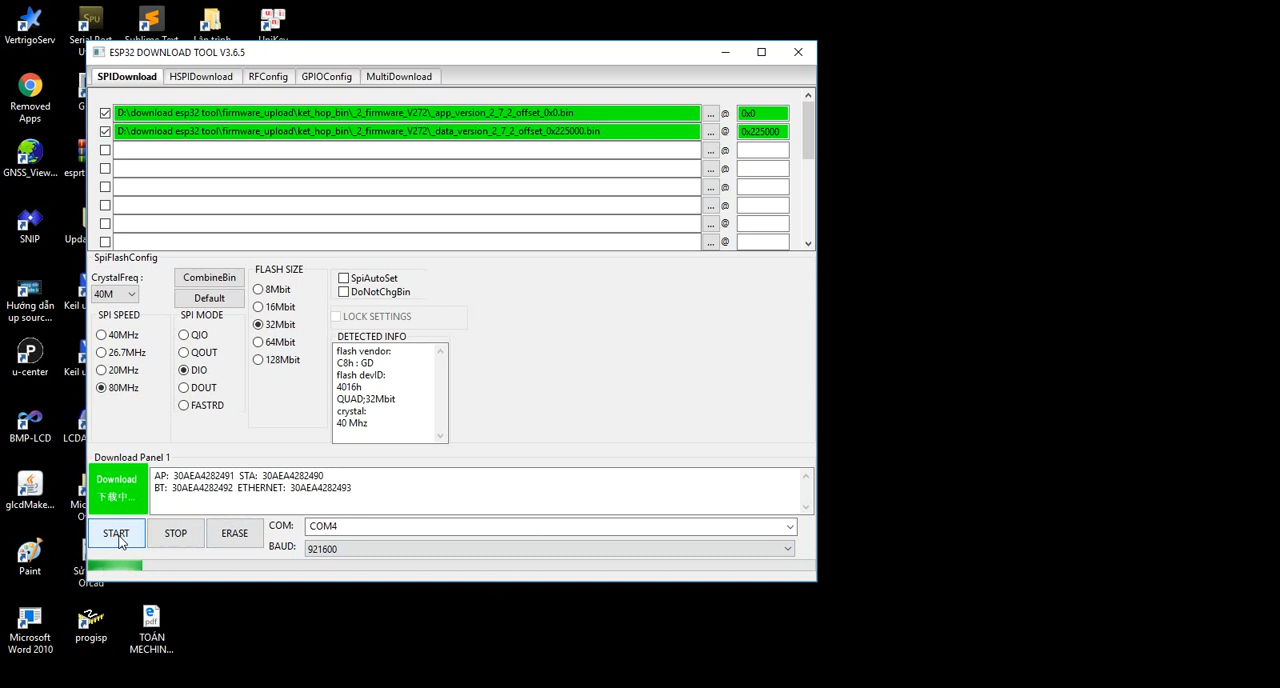 VertrigoServ
Serial Port
Sublime Text
Lập trình
UniKey
ESP32 DOWNLOAD TOOL V3.6.5
SPIDownload HSPIDownload RFConfig GPIOConfig MultiDownload
Removed
Apps
D:\download esp32 tool\firmware_upload\ket_hop_bin\_2_firmware_V272\_app_version_2_7_2_offset_0x0.bin ... @ 0x0
D:\download esp32 tool\firmware_upload\ket_hop_bin\_2_firmware_V272\_data_version_2_7_2_offset_0x225000.bin ... @ 0x225000
... @
... @
... @
... @
... @
... @
GNSS_View...
esprt
SNIP
Upda
Hướng dẫn
up sourc...
Keil u
u-center
Keil u
BMP-LCD
LCDA
glcdMake...
Mic
Paint
Sử
Orcad
Microsoft
Word 2010
progisp
TOÁN
MECHIN...
SpiFlashConfig
CrystalFreq :
40M
CombineBin
Default
SPI SPEED
40MHz
26.7MHz
20MHz
80MHz
SPI MODE
QIO
QOUT
DIO
DOUT
FASTRD
FLASH SIZE
8Mbit
16Mbit
32Mbit
64Mbit
128Mbit
SpiAutoSet
DoNotChgBin
LOCK SETTINGS
DETECTED INFO
flash vendor:
C8h : GD
flash devID:
4016h
QUAD;32Mbit
crystal:
40 Mhz
Download Panel 1
Download
下载中...
AP: 30AEA4282491 STA: 30AEA4282490
BT: 30AEA4282492 ETHERNET: 30AEA4282493
START STOP ERASE
COM: COM4
BAUD: 921600